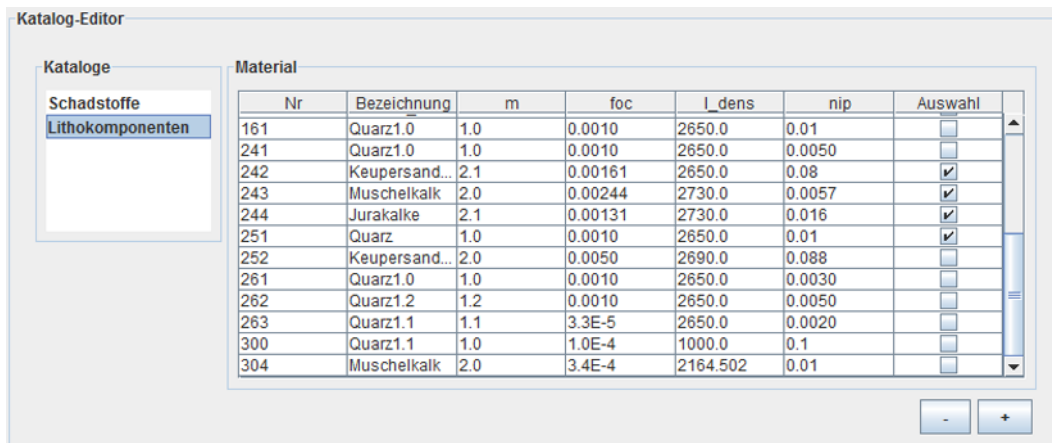 Katalog-Editor
Kataloge
Schadstoffe
Lithokomponenten
Material
Nr Bezeichnung m foc l_dens nip Auswahl
161 Quarz1.0 1.0 0.0010 2650.0 0.01
241 Quarz1.0 1.0 0.0010 2650.0 0.0050
242 Keupersand... 2.1 0.00161 2650.0 0.08
243 Muschelkalk 2.0 0.00244 2730.0 0.0057
244 Jurakalke 2.1 0.00131 2730.0 0.016
251 Quarz 1.0 0.0010 2650.0 0.01
252 Keupersand... 2.0 0.0050 2690.0 0.088
261 Quarz1.0 1.0 0.0010 2650.0 0.0030
262 Quarz1.2 1.2 0.0010 2650.0 0.0050
263 Quarz1.1 1.1 3.3E-5 2650.0 0.0020
300 Quarz1.1 1.0 1.0E-4 1000.0 0.1
304 Muschelkalk 2.0 3.4E-4 2164.502 0.01
- +